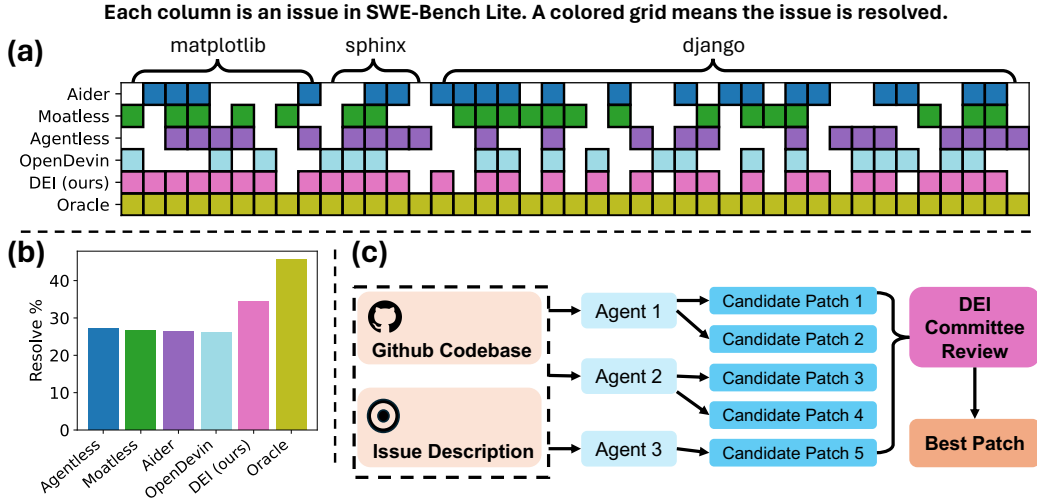 Each column is an issue in SWE-Bench Lite. A colored grid means the issue is resolved.
(a)
matplotlib
sphinx
django
Aider
Moatless
Agentless
OpenDevin
DEI (ours)
Oracle
(b)
Resolve %
40
30
20
10
0
Agentless
Moatless
Aider
OpenDevin
DEI (ours)
Oracle
(c)
Github Codebase
Issue Description
Agent 1
Agent 2
Agent 3
Candidate Patch 1
Candidate Patch 2
Candidate Patch 3
Candidate Patch 4
Candidate Patch 5
DEI
Committee
Review
Best Patch